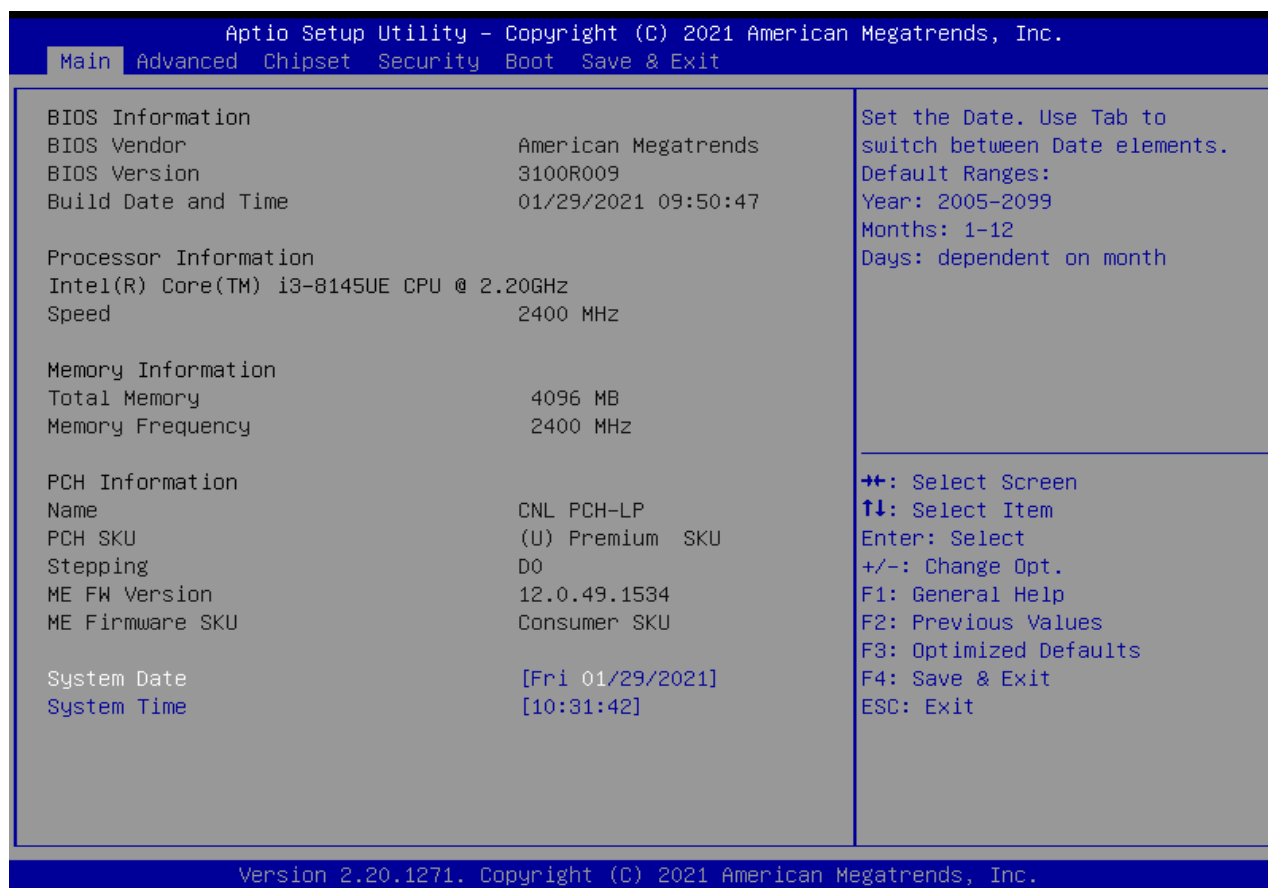 Aptio Setup Utility – Copyright (C) 2021 American Megatrends, Inc.
Main Advanced Chipset Security Boot Save & Exit
BIOS Information
BIOS Vendor American Megatrends
BIOS Version 3100R009
Build Date and Time 01/29/2021 09:50:47
Processor Information
Intel(R) Core(TM) i3-8145UE CPU @ 2.20GHz
Speed 2400 MHz
Memory Information
Total Memory 4096 MB
Memory Frequency 2400 MHz
PCH Information
Name CNL PCH-LP
PCH SKU (U) Premium SKU
Stepping D0
ME FW Version 12.0.49.1534
ME Firmware SKU Consumer SKU
System Date [Fri 01/29/2021]
System Time [10:31:42]
Set the Date. Use Tab to
switch between Date elements.
Default Ranges:
Year: 2005-2099
Months: 1-12
Days: dependent on month
→←: Select Screen
↑↓: Select Item
Enter: Select
+/-: Change Opt.
F1: General Help
F2: Previous Values
F3: Optimized Defaults
F4: Save & Exit
ESC: Exit
Version 2.20.1271. Copyright (C) 2021 American Megatrends, Inc.